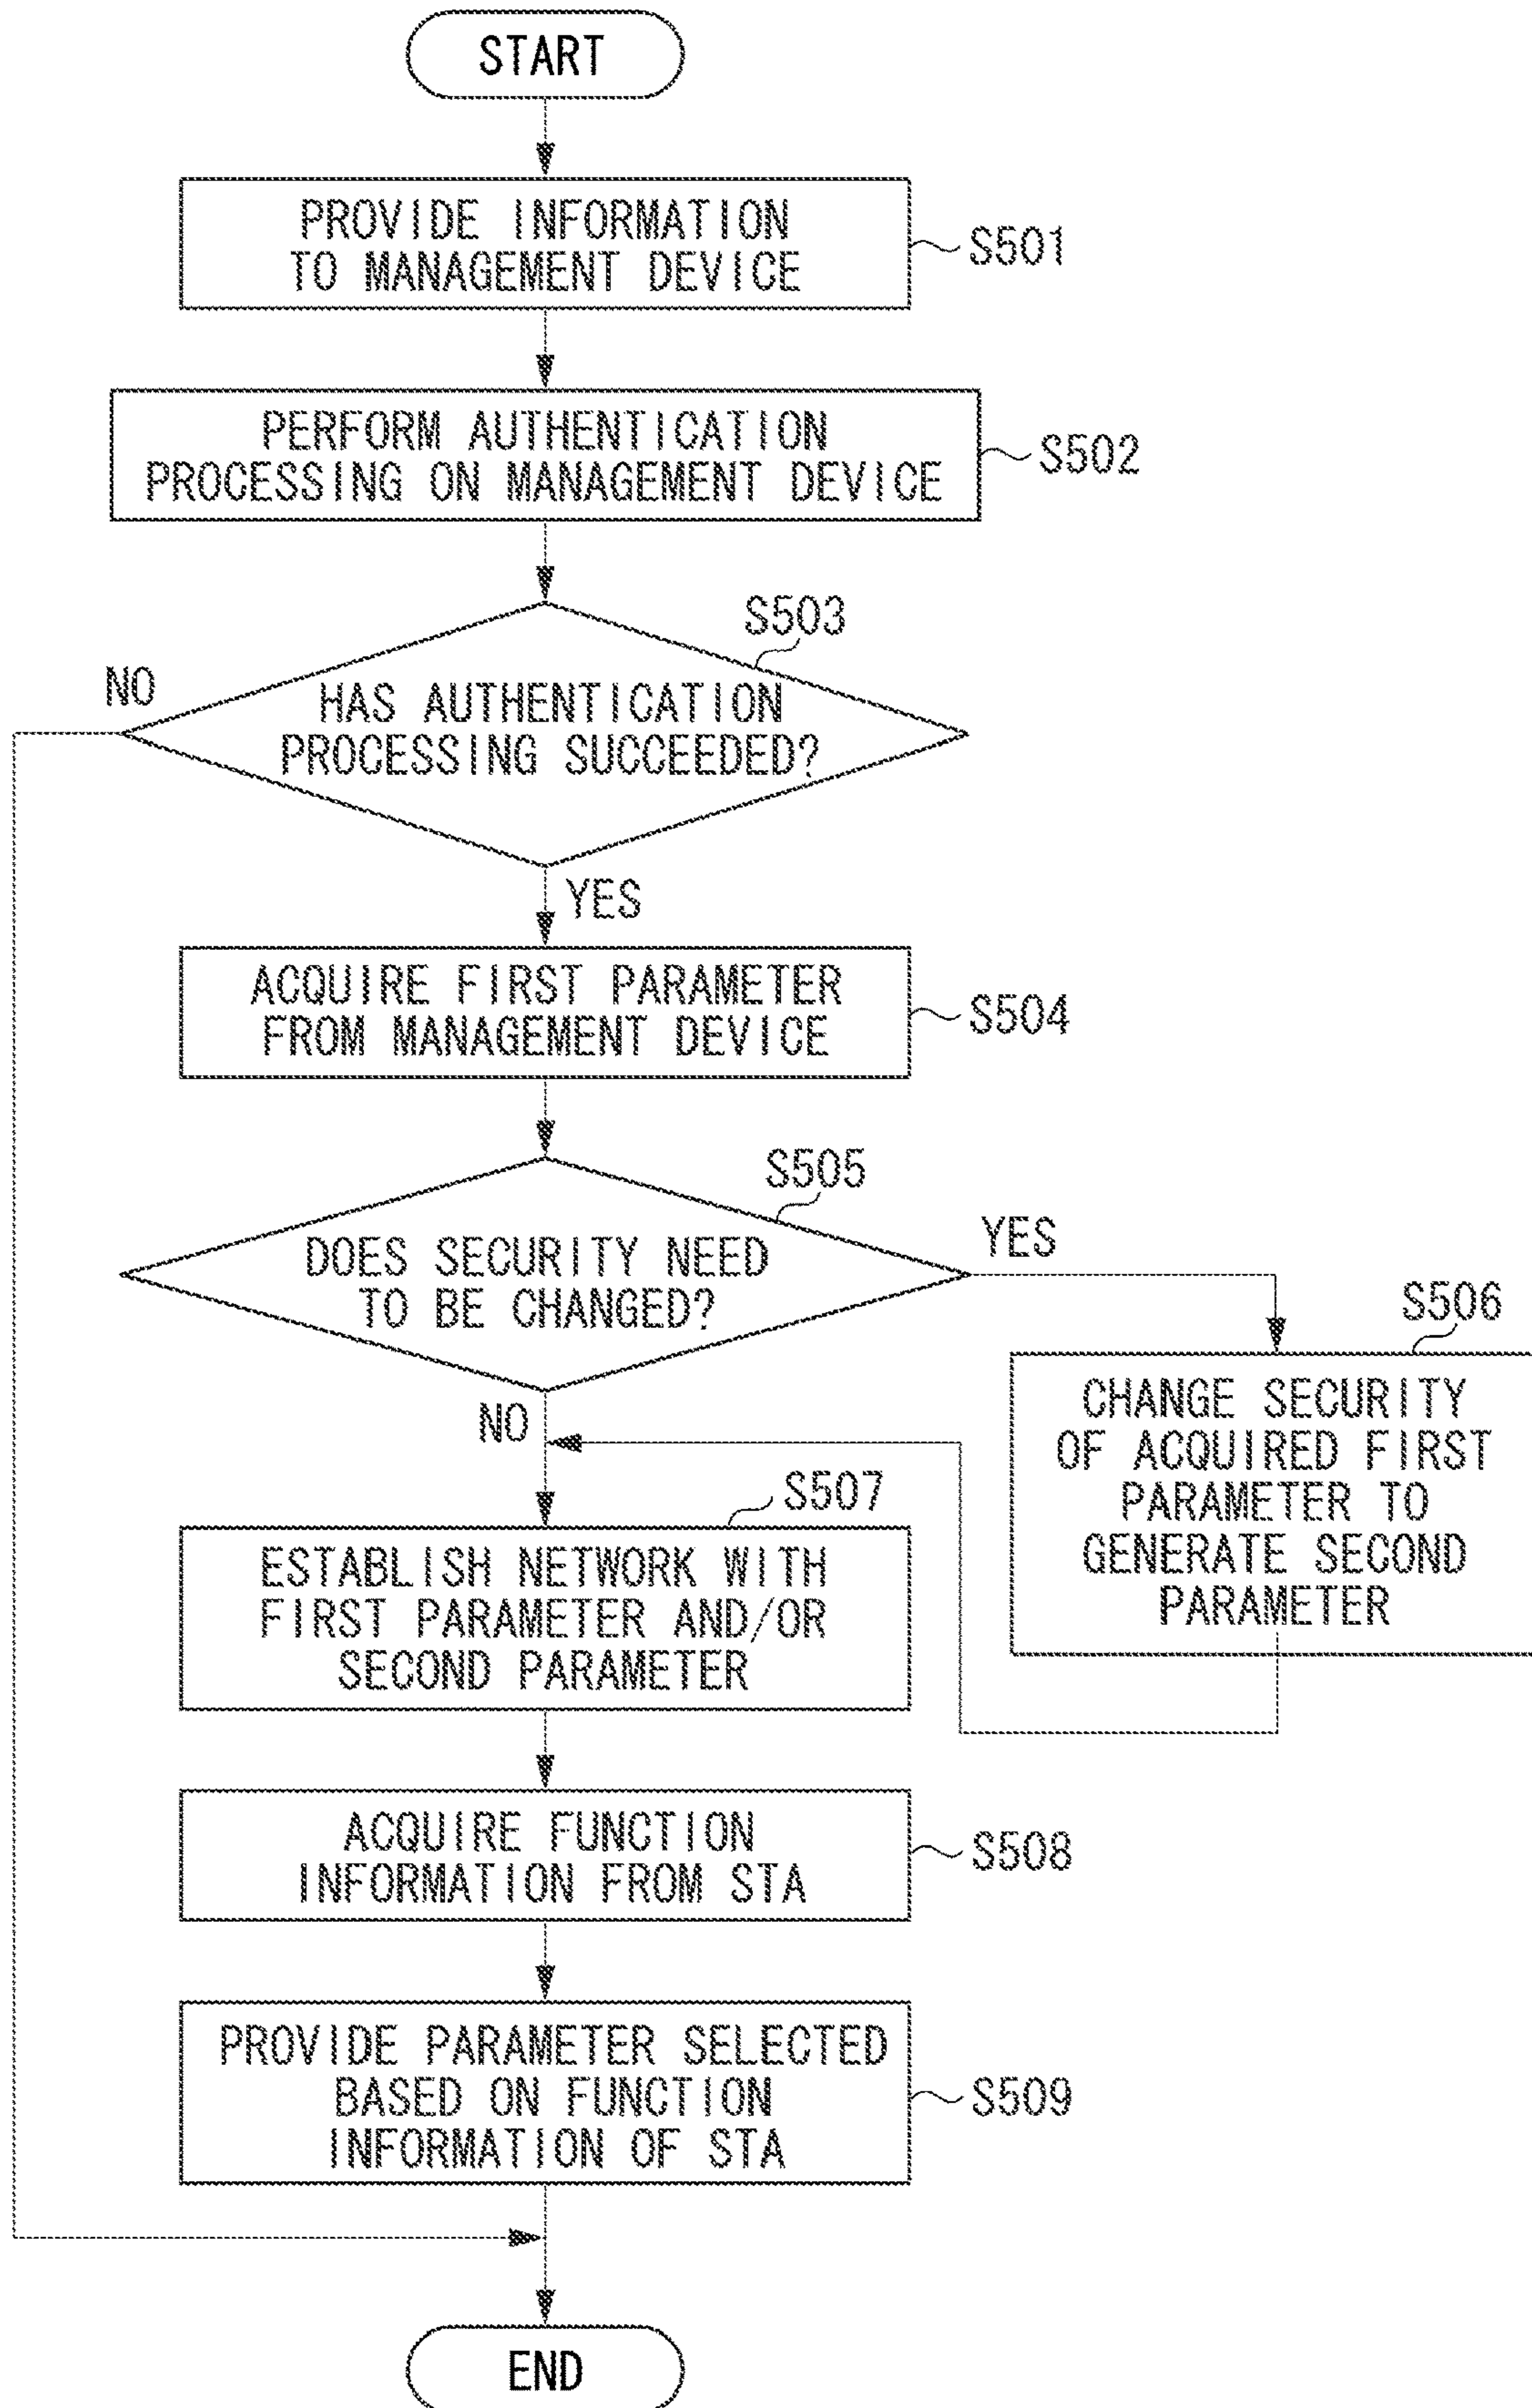 START
PROVIDE INFORMATION
TO MANAGEMENT DEVICE
S501
PERFORM AUTHENTICATION
PROCESSING ON MANAGEMENT DEVICE
S502
S503
NO
HAS AUTHENTICATION
PROCESSING SUCCEEDED?
YES
ACQUIRE FIRST PARAMETER
FROM MANAGEMENT DEVICE
S504
S505
DOES SECURITY NEED
TO BE CHANGED?
YES
NO
S506
CHANGE SECURITY
OF ACQUIRED FIRST
PARAMETER TO
GENERATE SECOND
PARAMETER
S507
ESTABLISH NETWORK WITH
FIRST PARAMETER AND/OR
SECOND PARAMETER
ACQUIRE FUNCTION
INFORMATION FROM STA
S508
PROVIDE PARAMETER SELECTED
BASED ON FUNCTION
INFORMATION OF STA
S509
END